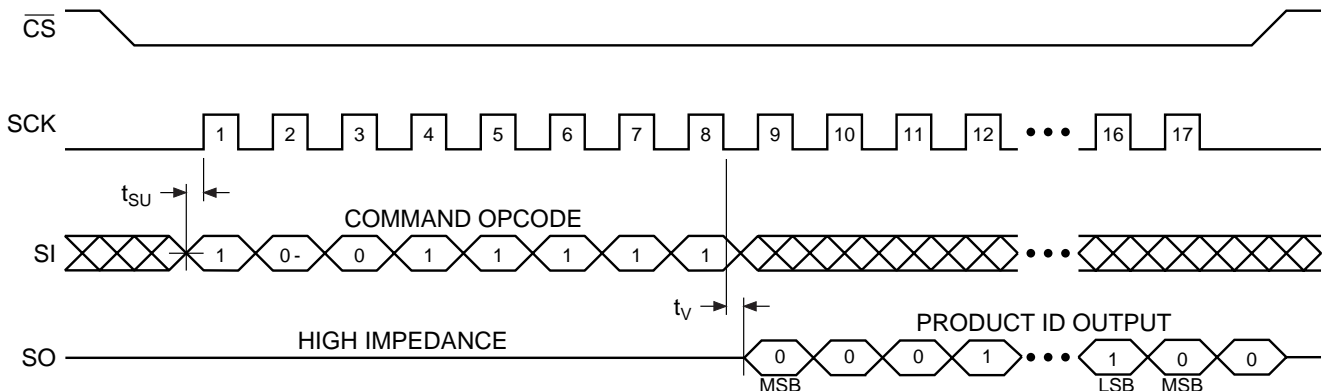 CS
SCK 1 2 3 4 5 6 7 8 9 10 11 12 ••• 16 17
tSU
COMMAND OPCODE
SI 1 0 - 0 1 1 1 1 1 •••
tV
HIGH IMPEDANCE PRODUCT ID OUTPUT
SO 0 0 0 1 ••• 1 0 0
MSB LSB MSB